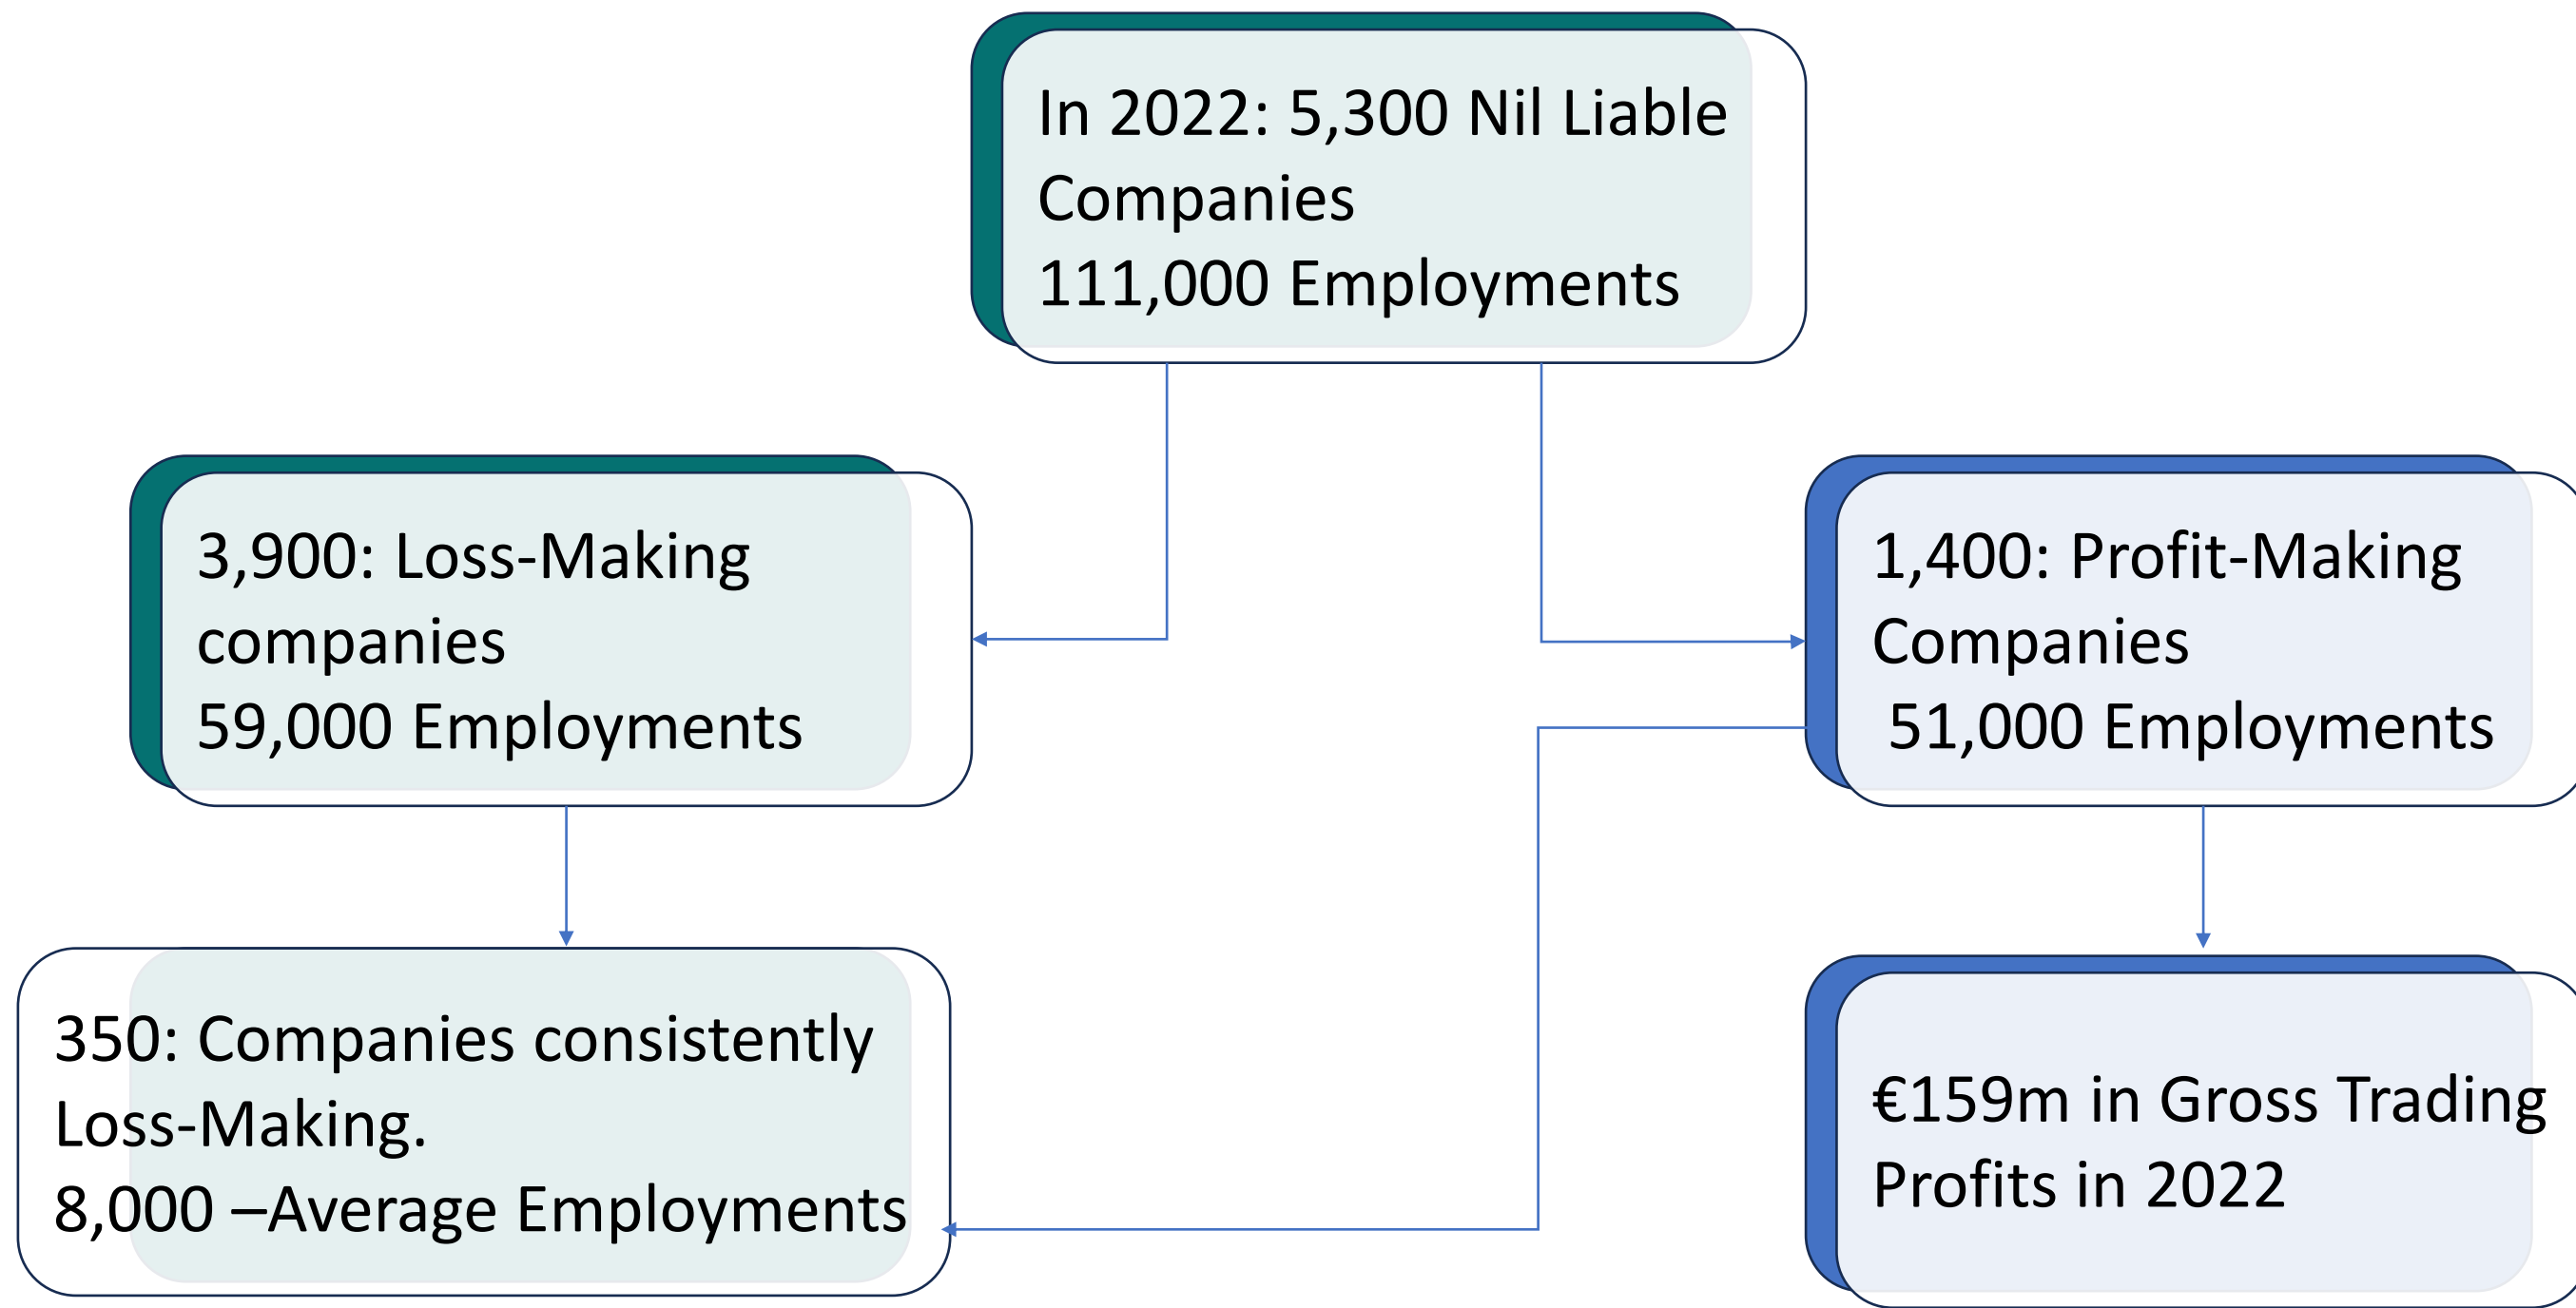 In 2022: 5,300 Nil Liable
Companies
111,000 Employments
3,900: Loss-Making
companies
59,000 Employments
1,400: Profit-Making
Companies
51,000 Employments
350: Companies consistently
Loss-Making.
8,000 –Average Employments
€159m in Gross Trading
Profits in 2022